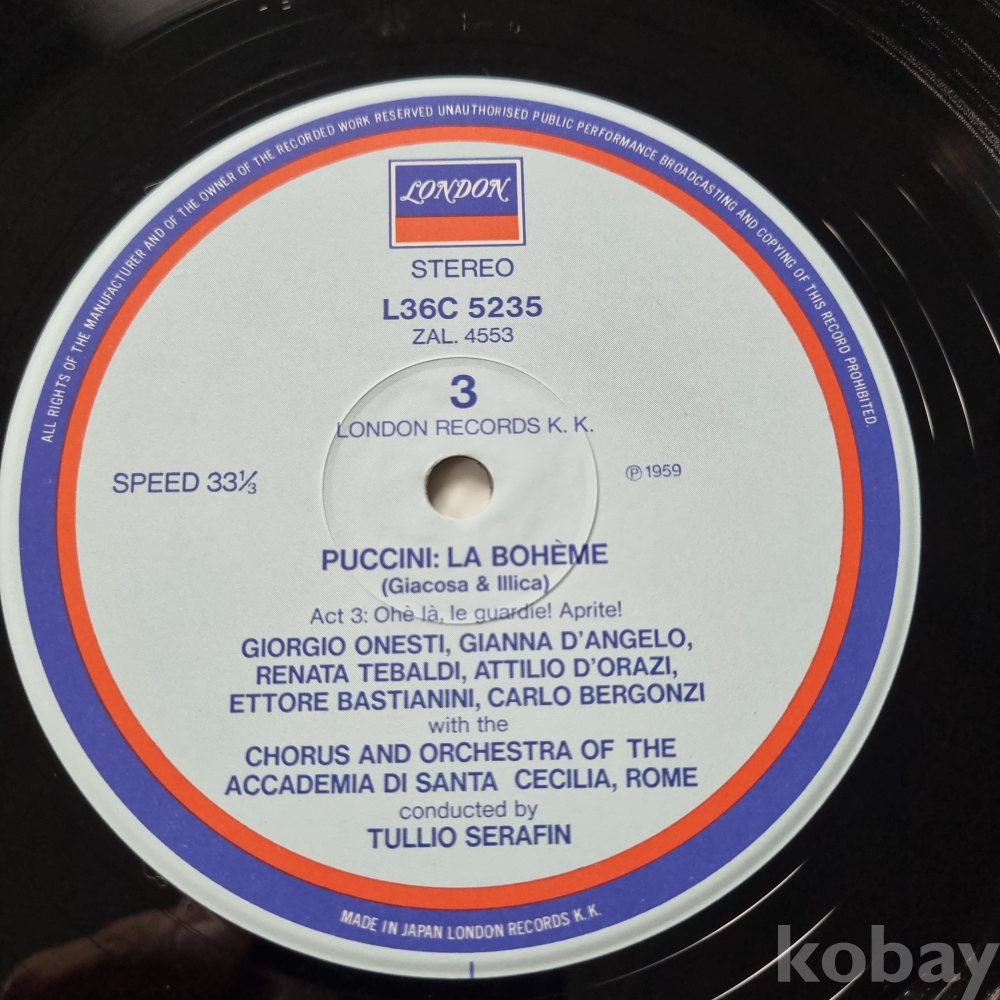 ALL RIGHTS OF THE MANUFACTURER AND OF THE OWNER OF THE RECORDED WORK RESERVED UNAUTHORISED PUBLIC PERFORMANCE BROADCASTING AND COPYING OF THIS RECORD PROHIBITED.
LONDON
STEREO
L36C 5235
ZAL. 4553
3
LONDON RECORDS K. K.
SPEED 33⅓
℗ 1959
PUCCINI: LA BOHÈME
(Giacosa & Illica)
Act 3: Ohè là, le guardie! Aprite!
GIORGIO ONESTI, GIANNA D'ANGELO,
RENATA TEBALDI, ATTILIO D'ORAZI,
ETTORE BASTIANINI, CARLO BERGONZI
with the
CHORUS AND ORCHESTRA OF THE
ACCADEMIA DI SANTA CECILIA, ROME
conducted by
TULLIO SERAFIN
MADE IN JAPAN LONDON RECORDS K. K.
kobay